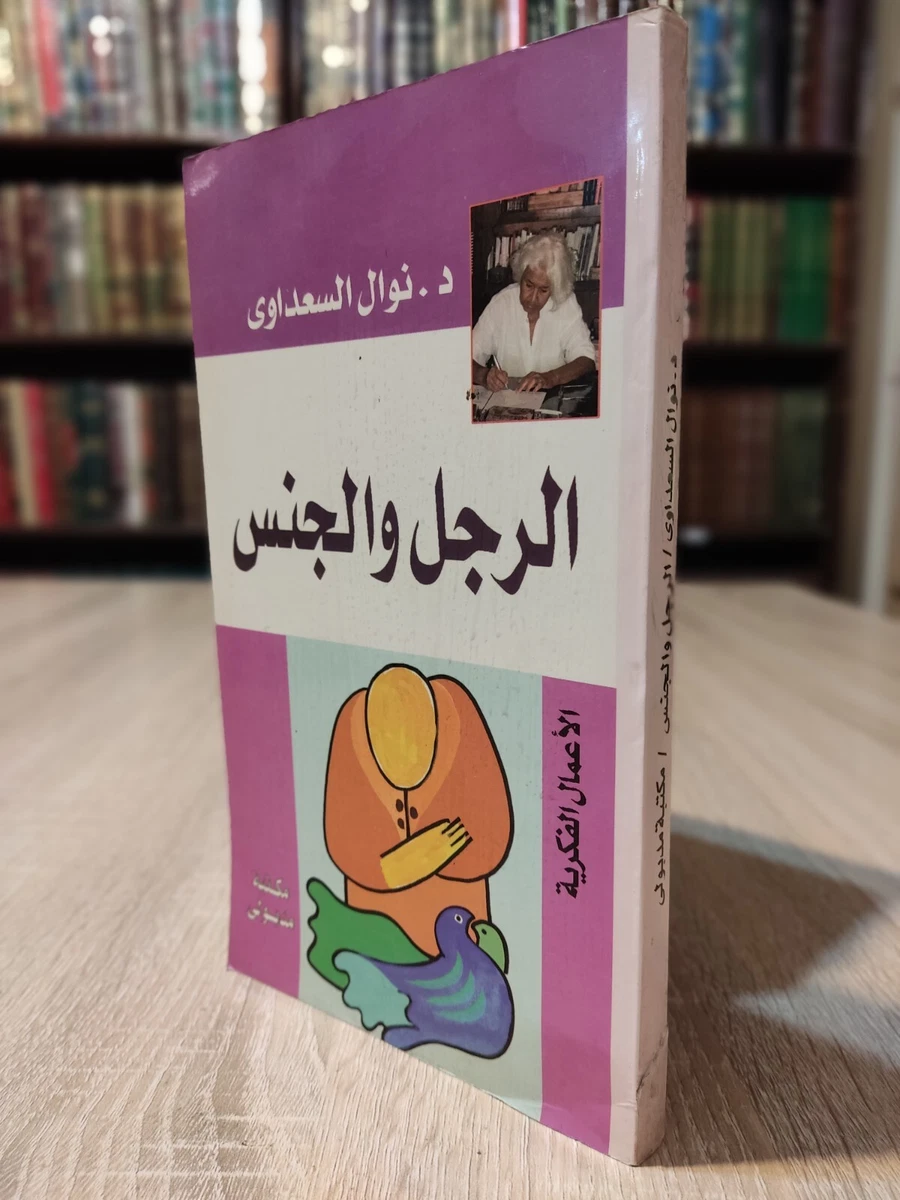 د. نوال السعداوى
الرجل والجنس
الأعمال الفكرية
مكتبة
مدبولى
د. نوال السعداوى / الرجل والجنس / مكتبة مدبولى